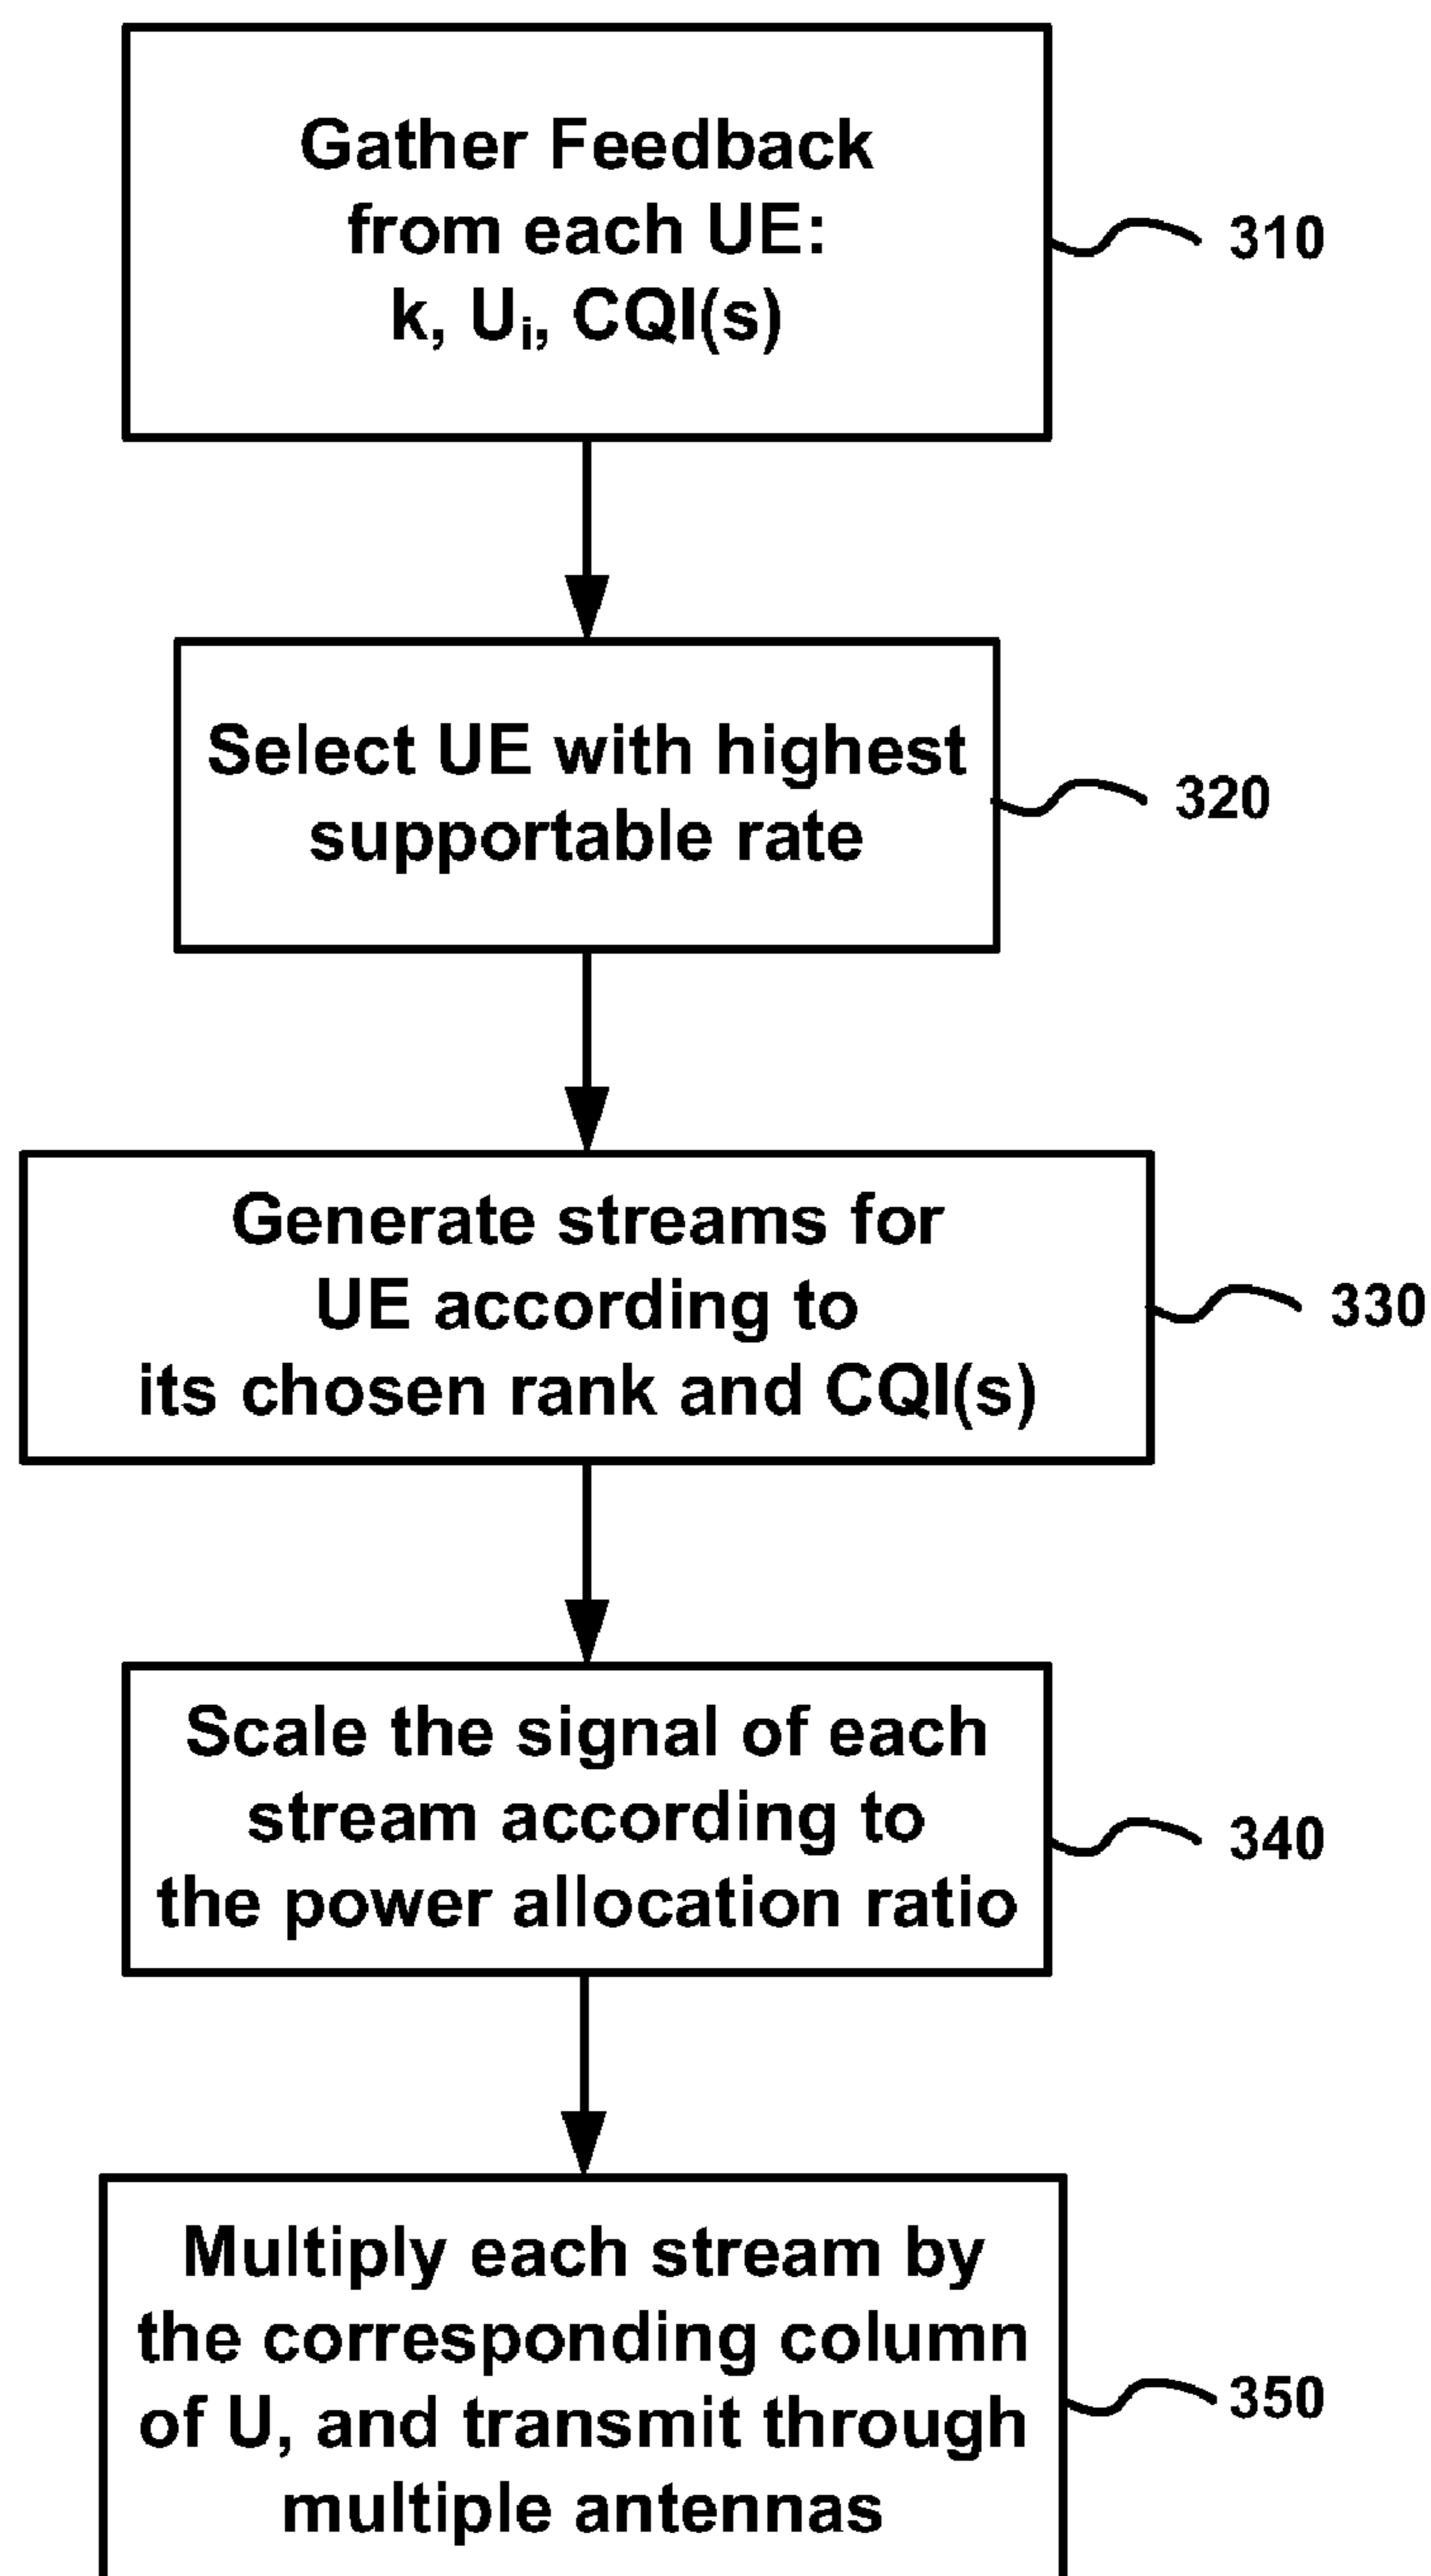 Gather Feedback
from each UE:
k, Uᵢ, CQI(s)
310
Select UE with highest
supportable rate
320
Generate streams for
UE according to
its chosen rank and CQI(s)
330
Scale the signal of each
stream according to
the power allocation ratio
340
Multiply each stream by
the corresponding column
of U, and transmit through
multiple antennas
350